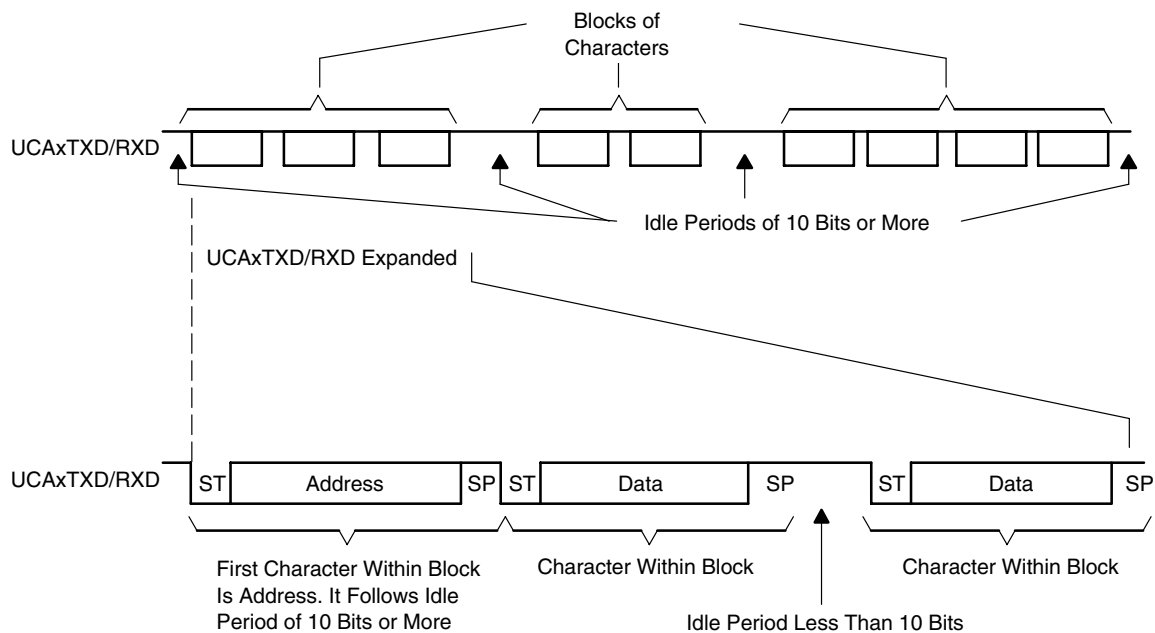 Blocks of
Characters
UCAxTXD/RXD
Idle Periods of 10 Bits or More
UCAxTXD/RXD Expanded
UCAxTXD/RXD
ST
Address
SP
ST
Data
SP
ST
Data
SP
First Character Within Block
Is Address. It Follows Idle
Period of 10 Bits or More
Character Within Block
Character Within Block
Idle Period Less Than 10 Bits